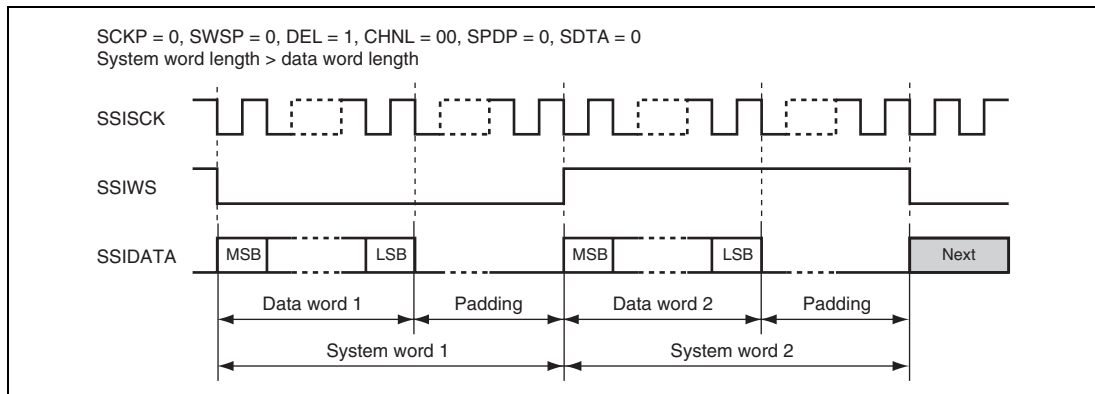 SCKP = 0, SWSP = 0, DEL = 1, CHNL = 00, SPDP = 0, SDTA = 0
System word length > data word length
SSISCK
SSIWS
SSIDATA
MSB
LSB
MSB
LSB
Next
Data word 1
Padding
Data word 2
Padding
System word 1
System word 2